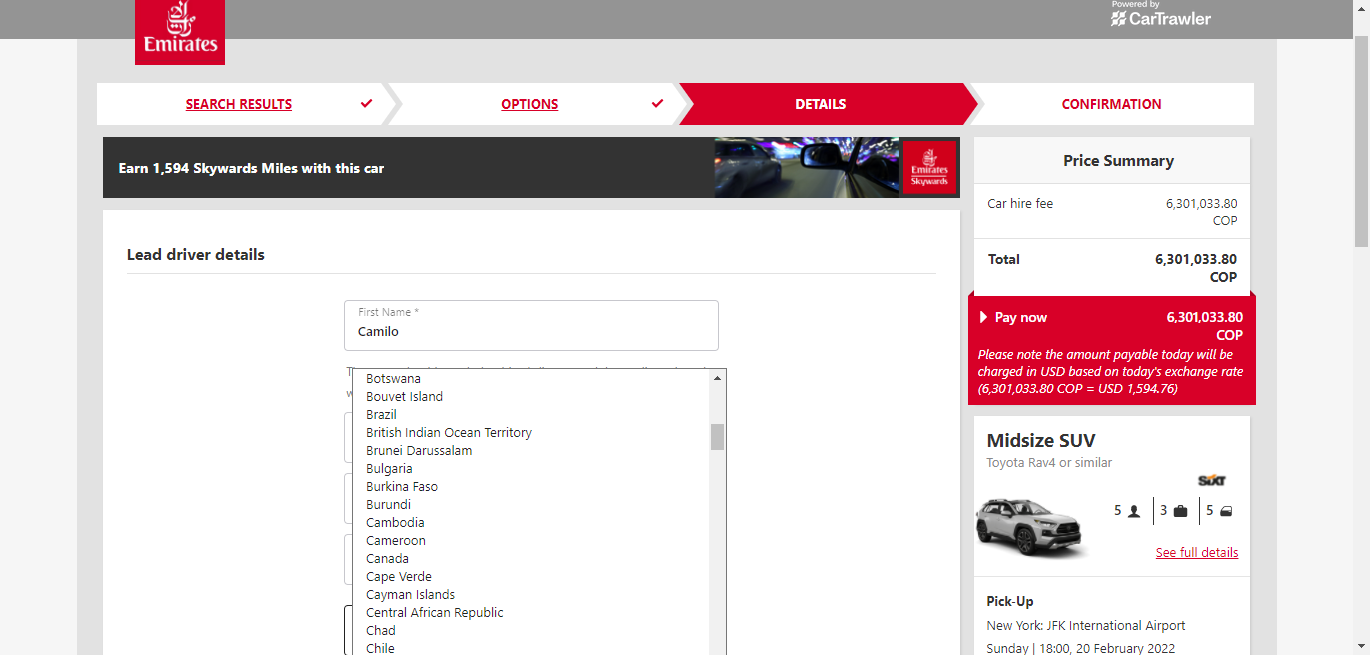 Powered by
CarTrawler
Emirates
SEARCH RESULTS
OPTIONS
DETAILS
CONFIRMATION
Earn 1,594 Skywards Miles with this car
Emirates
Skywards
Lead driver details
First Name *
Camilo
Botswana
Bouvet Island
Brazil
British Indian Ocean Territory
Brunei Darussalam
Bulgaria
Burkina Faso
Burundi
Cambodia
Cameroon
Canada
Cape Verde
Cayman Islands
Central African Republic
Chad
Chile
Price Summary
Car hire fee
6,301,033.80
COP
Total
6,301,033.80
COP
Pay now
6,301,033.80
COP
Please note the amount payable today will be
charged in USD based on today's exchange rate
(6,301,033.80 COP = USD 1,594.76)
Midsize SUV
Toyota Rav4 or similar
SIXT
5
3
5
See full details
Pick-Up
New York: JFK International Airport
Sunday | 18:00, 20 February 2022